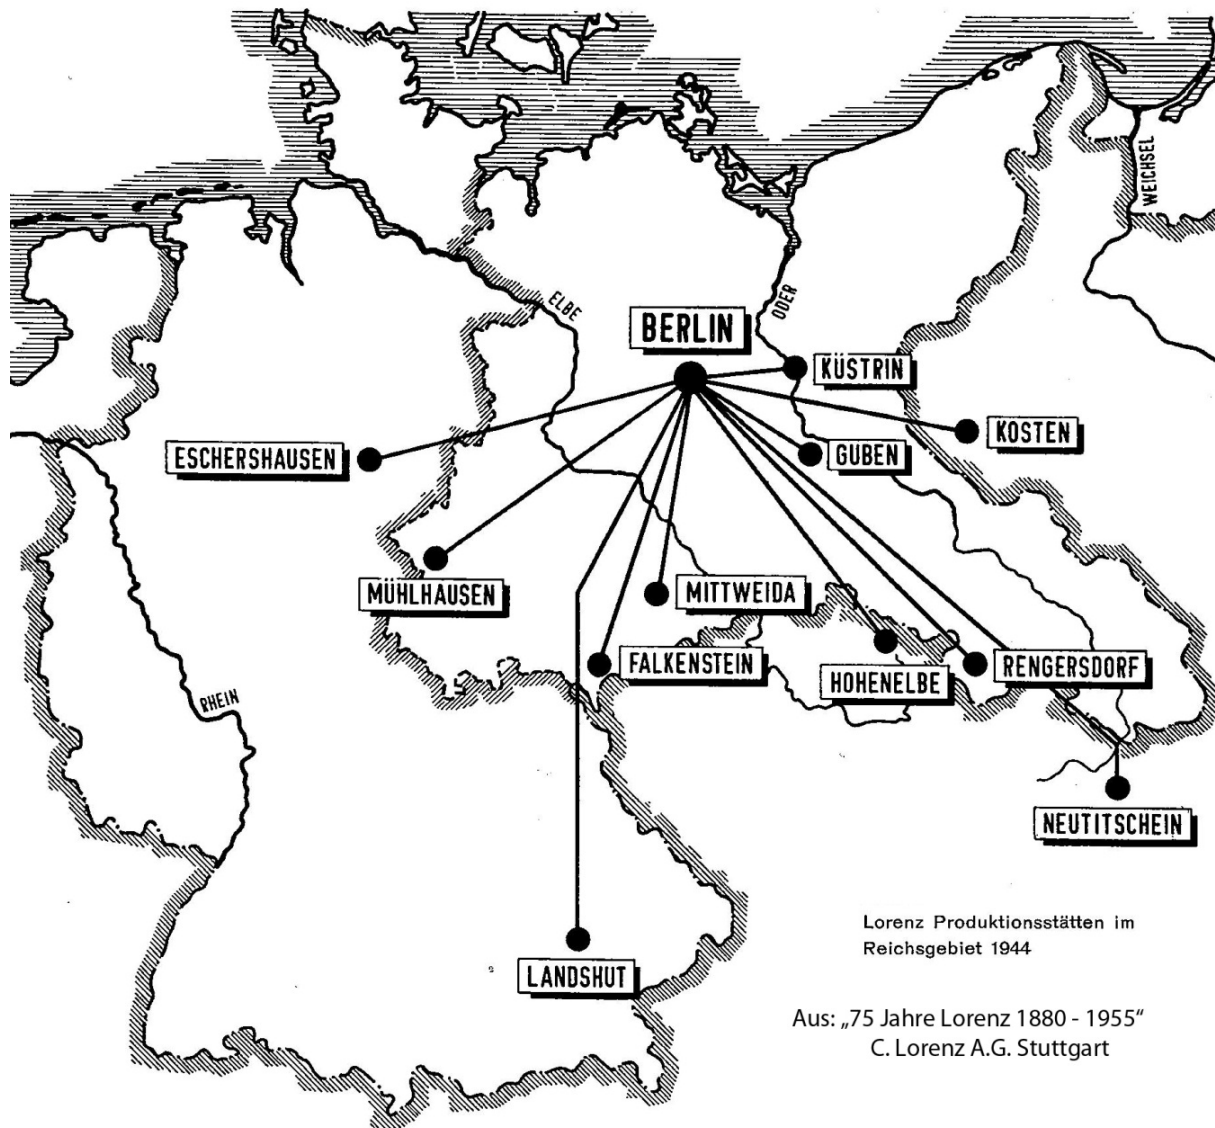 WEICHSEL
ELBE
ODER
BERLIN
KÜSTRIN
KOSTEN
ESCHERSHAUSEN
GUBEN
MÜHLHAUSEN
MITTWEIDA
FALKENSTEIN
HOHENELBE
RENGERSDORF
RHEIN
NEUTITSCHEIN
LANDSHUT
Lorenz Produktionsstätten im
Reichsgebiet 1944
Aus: „75 Jahre Lorenz 1880 - 1955“
C. Lorenz A.G. Stuttgart